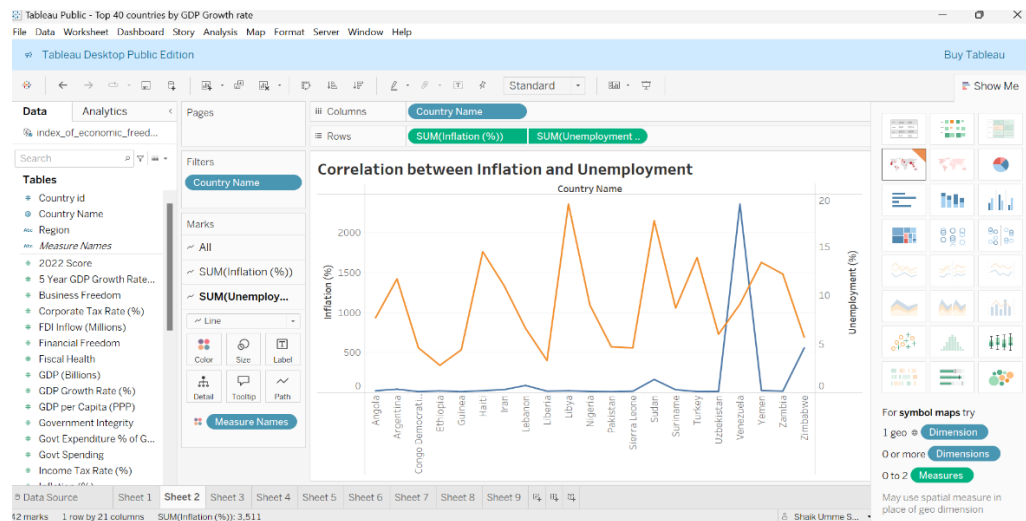 Tableau Public - Top 40 countries by GDP Growth rate
File Data Worksheet Dashboard Story Analysis Map Format Server Window Help
Tableau Desktop Public Edition
Buy Tableau
Standard
Show Me
Data
Analytics
index_of_economic_freed...
Search
Tables
Country id
Country Name
Abc Region
Abc Measure Names
2022 Score
5 Year GDP Growth Rate...
Business Freedom
Corporate Tax Rate (%)
FDI Inflow (Millions)
Financial Freedom
Fiscal Health
GDP (Billions)
GDP Growth Rate (%)
GDP per Capita (PPP)
Government Integrity
Govt Expenditure % of G...
Govt Spending
Income Tax Rate (%)
Inflation (%)
Pages
Filters
Country Name
Marks
All
SUM(Inflation (%))
SUM(Unemploy...
Line
Color
Size
Label
Detail
Tooltip
Path
Measure Names
Columns
Country Name
Rows
SUM(Inflation (%))
SUM(Unemployment ..
Correlation between Inflation and Unemployment
Country Name
Inflation (%)
2000
1500
1000
500
0
20
15
10
5
0
Unemployment (%)
Angola
Argentina
Congo Democrati..
Ethiopia
Guinea
Haiti
Iran
Lebanon
Liberia
Libya
Nigeria
Pakistan
Sierra Leone
Sudan
Suriname
Turkey
Uzbekistan
Venezuela
Yemen
Zambia
Zimbabwe
For symbol maps try
1 geo Dimension
0 or more Dimensions
0 to 2 Measures
May use spatial measure in
place of geo dimension
Data Source
Sheet 1
Sheet 2
Sheet 3
Sheet 4
Sheet 5
Sheet 6
Sheet 7
Sheet 8
Sheet 9
42 marks
1 row by 21 columns
SUM(Inflation (%)): 3,511
Shaik Umme S...